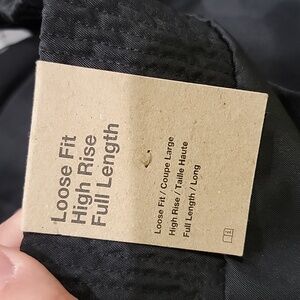 Loose Fit
High Rise
Full Length
Loose Fit / Coupe Large
High Rise / Taille Haute
Full Length / Long